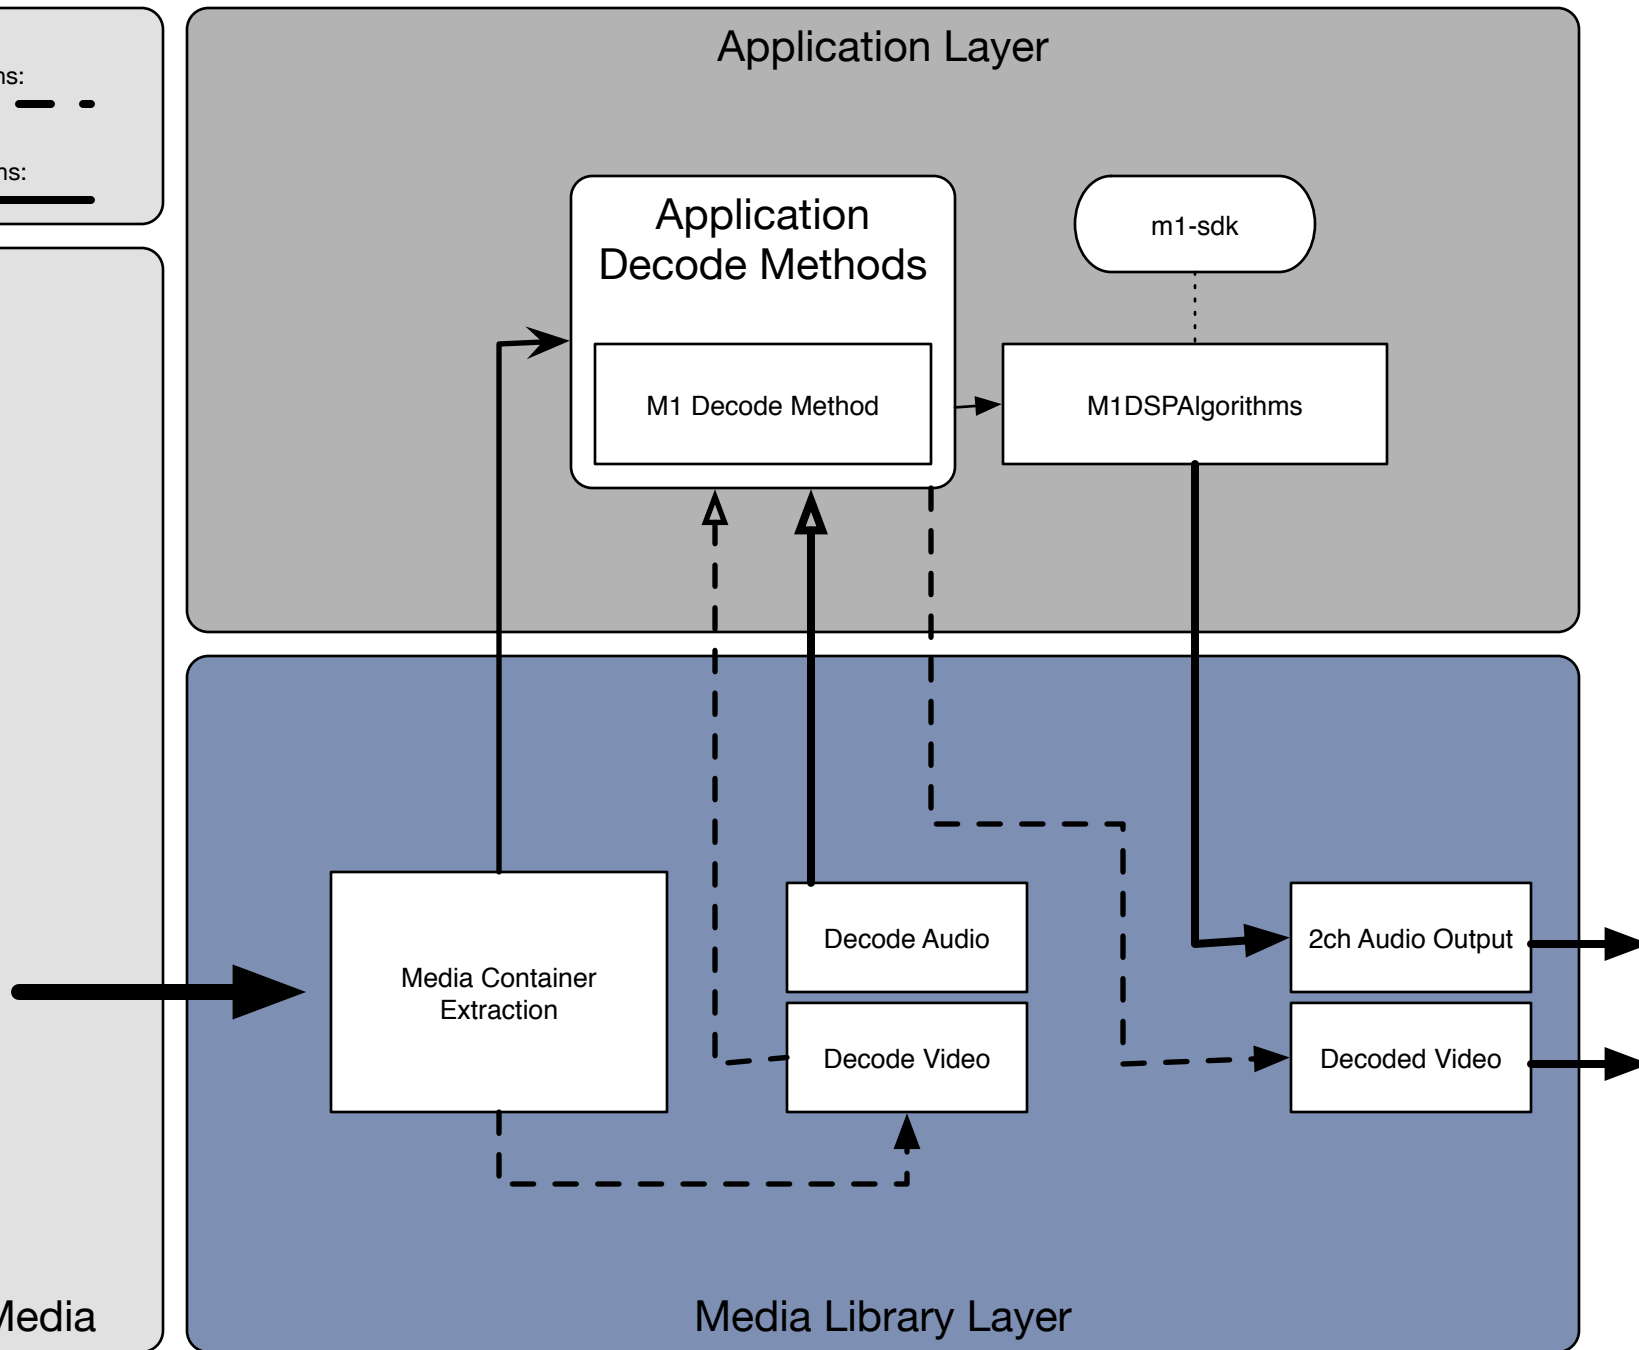 ns:
ns:
Media
Application Layer
Application
Decode Methods
M1 Decode Method
m1-sdk
M1DSPAlgorithms
Media Container
Extraction
Decode Audio
Decode Video
2ch Audio Output
Decoded Video
Media Library Layer